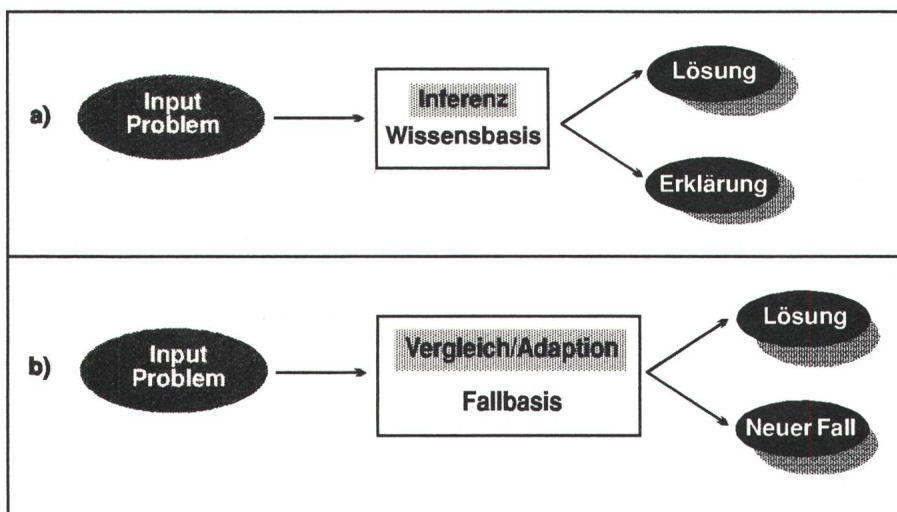 a)
Input
Problem
Inferenz
Wissensbasis
Lösung
Erklärung
b)
Input
Problem
Vergleich/Adaption
Fallbasis
Lösung
Neuer Fall